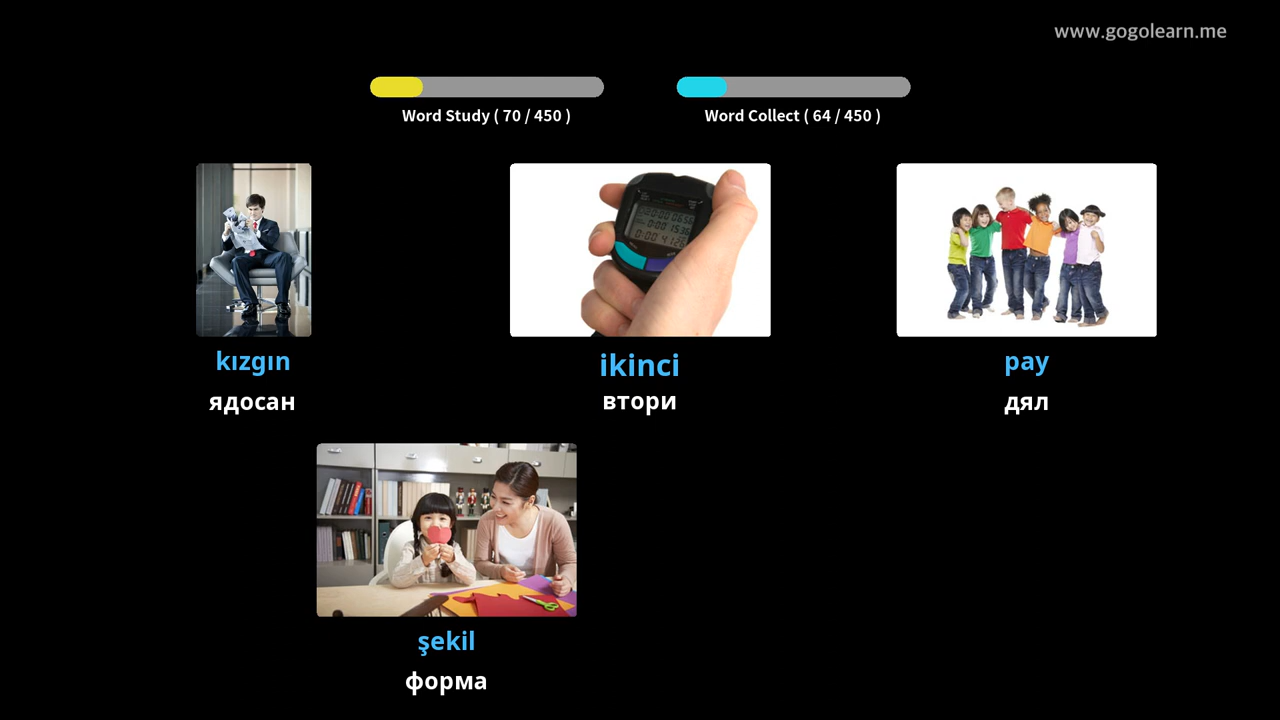 www.gogolearn.me
Word Study ( 70 / 450 )
Word Collect ( 64 / 450 )
kızgın
ядосан
ikinci
втори
pay
дял
şekil
форма